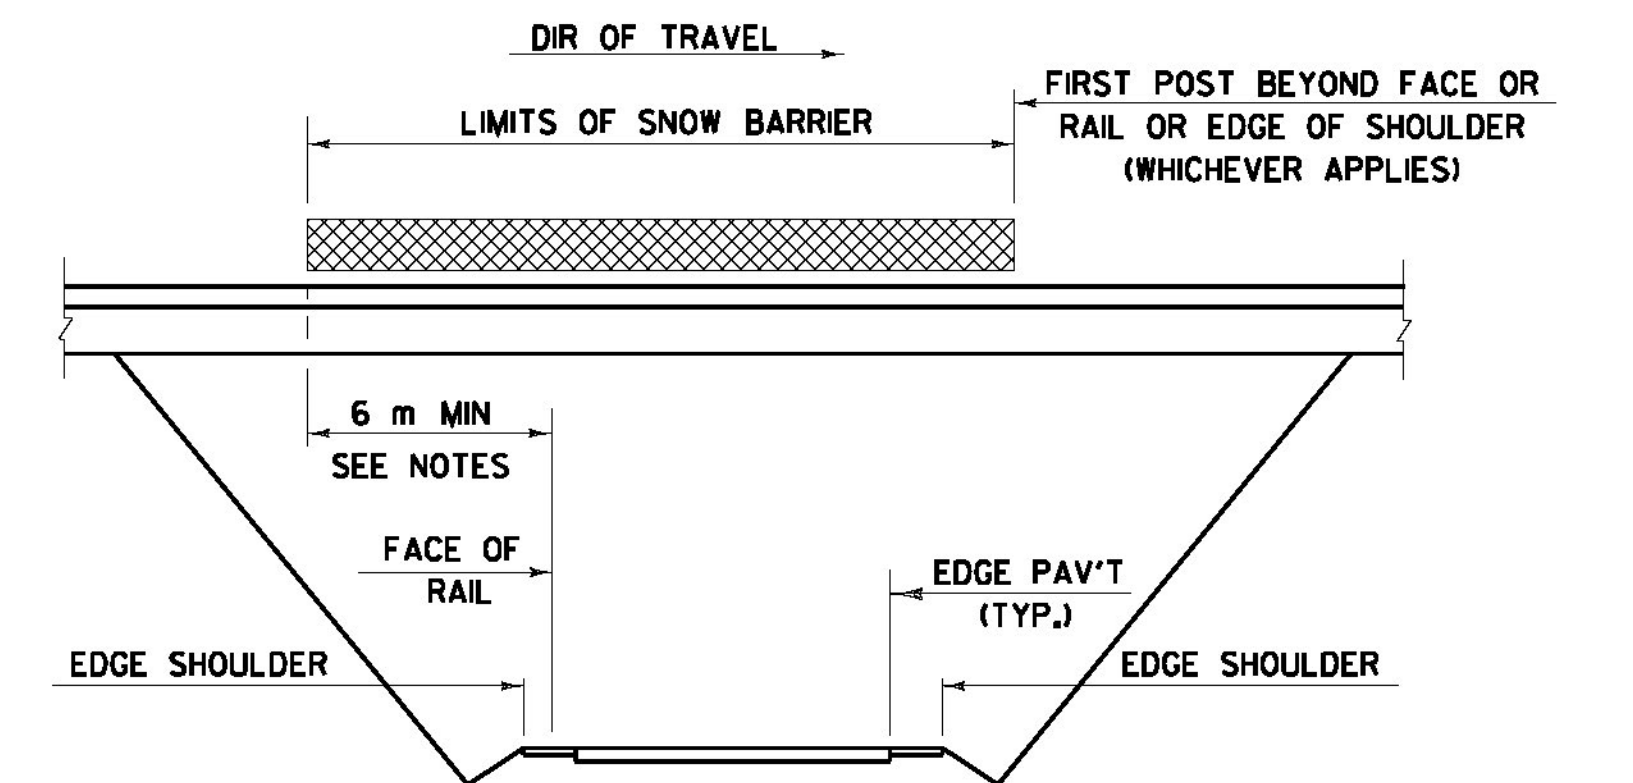 DIR OF TRAVEL
LIMITS OF SNOW BARRIER
FIRST POST BEYOND FACE OR
RAIL OR EDGE OF SHOULDER
(WHICHEVER APPLIES)
6 m MIN
SEE NOTES
FACE OF
RAIL
EDGE PAV'T
(TYP.)
EDGE SHOULDER
EDGE SHOULDER